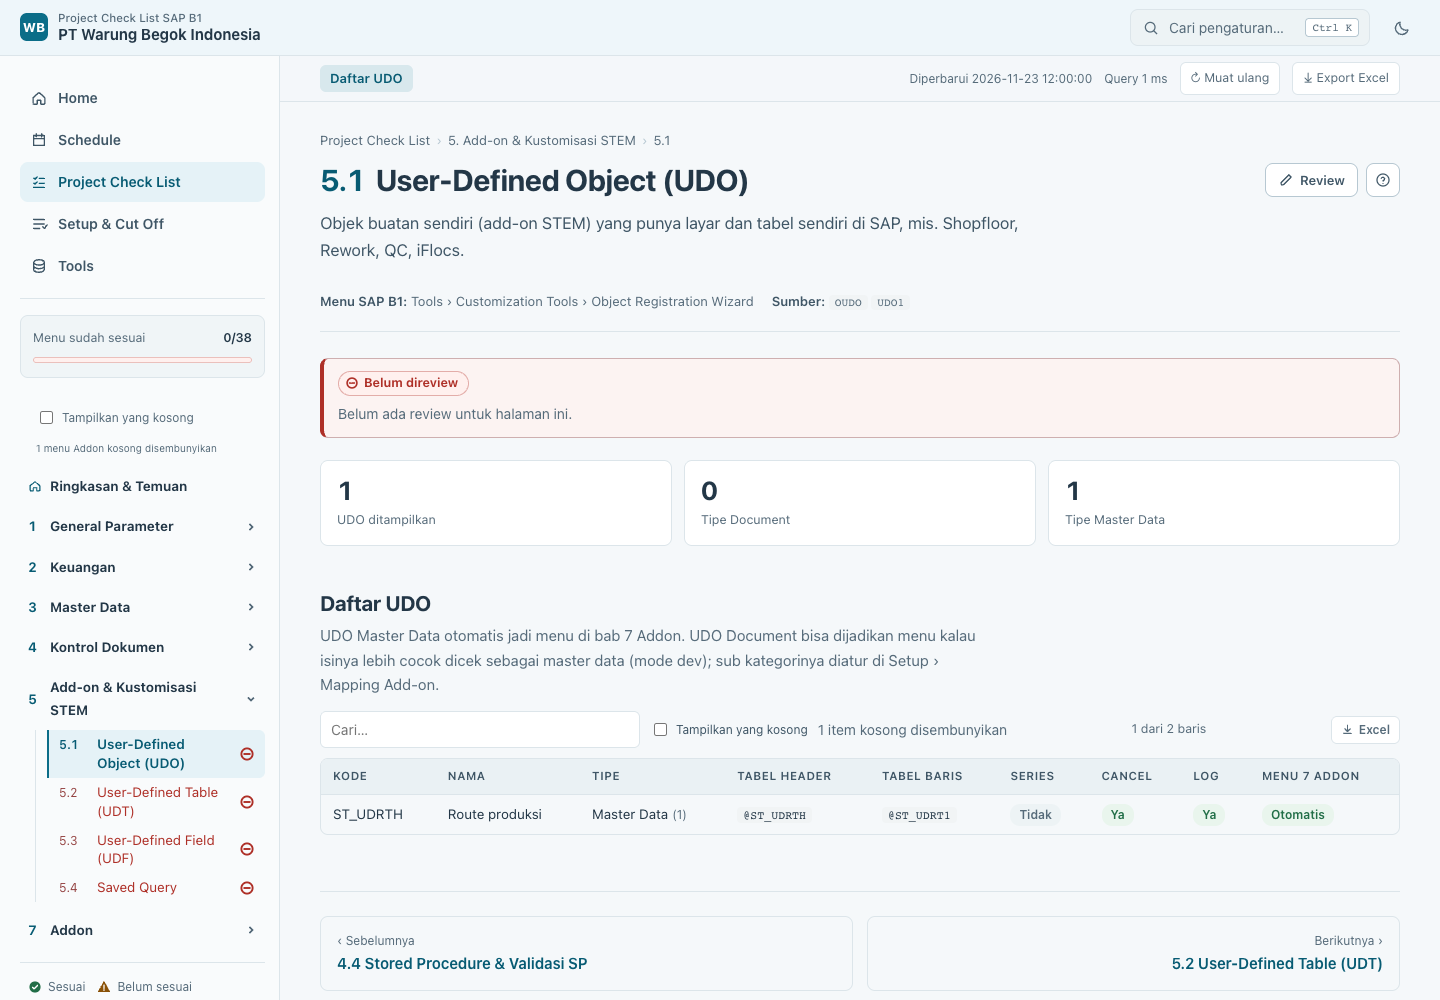 WB
Project Check List SAP B1
PT Warung Begok Indonesia
Cari pengaturan...
Ctrl K
Home
Schedule
Project Check List
Setup & Cut Off
Tools
Menu sudah sesuai 0/38
Tampilkan yang kosong
1 menu Addon kosong disembunyikan
Ringkasan & Temuan
1 General Parameter
2 Keuangan
3 Master Data
4 Kontrol Dokumen
5 Add-on & Kustomisasi
STEM
5.1 User-Defined
Object (UDO)
5.2 User-Defined Table
(UDT)
5.3 User-Defined Field
(UDF)
5.4 Saved Query
7 Addon
Sesuai Belum sesuai
Daftar UDO
Diperbarui 2026-11-23 12:00:00 Query 1 ms ↻ Muat ulang Export Excel
Project Check List › 5. Add-on & Kustomisasi STEM › 5.1
5.1 User-Defined Object (UDO)
Review
Objek buatan sendiri (add-on STEM) yang punya layar dan tabel sendiri di SAP, mis. Shopfloor,
Rework, QC, iFlocs.
Menu SAP B1: Tools › Customization Tools › Object Registration Wizard Sumber: OUDO UDO1
Belum direview
Belum ada review untuk halaman ini.
1
UDO ditampilkan
0
Tipe Document
1
Tipe Master Data
Daftar UDO
UDO Master Data otomatis jadi menu di bab 7 Addon. UDO Document bisa dijadikan menu kalau
isinya lebih cocok dicek sebagai master data (mode dev); sub kategorinya diatur di Setup ›
Mapping Add-on.
Cari... Tampilkan yang kosong 1 item kosong disembunyikan 1 dari 2 baris Excel
KODE NAMA TIPE TABEL HEADER TABEL BARIS SERIES CANCEL LOG MENU 7 ADDON
ST_UDRTH Route produksi Master Data (1) @ST_UDRTH @ST_UDRT1 Tidak Ya Ya Otomatis
‹ Sebelumnya
4.4 Stored Procedure & Validasi SP
Berikutnya ›
5.2 User-Defined Table (UDT)